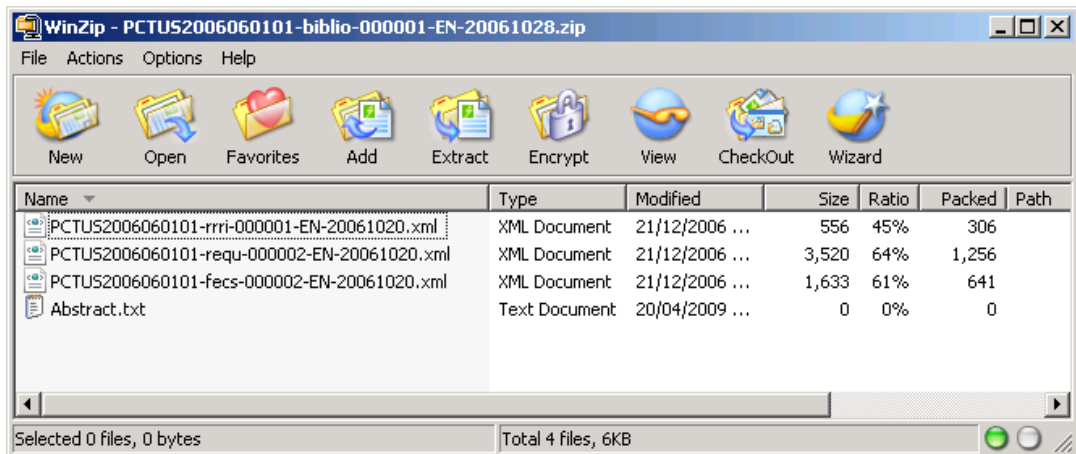 WinZip - PCTUS2006060101-biblio-000001-EN-20061028.zip
File Actions Options Help
New Open Favorites Add Extract Encrypt View CheckOut Wizard
Name Type Modified Size Ratio Packed Path
PCTUS2006060101-rrri-000001-EN-20061020.xml XML Document 21/12/2006 ... 556 45% 306
PCTUS2006060101-requ-000002-EN-20061020.xml XML Document 21/12/2006 ... 3,520 64% 1,256
PCTUS2006060101-fecs-000002-EN-20061020.xml XML Document 21/12/2006 ... 1,633 61% 641
Abstract.txt Text Document 20/04/2009 ... 0 0% 0
Selected 0 files, 0 bytes Total 4 files, 6KB